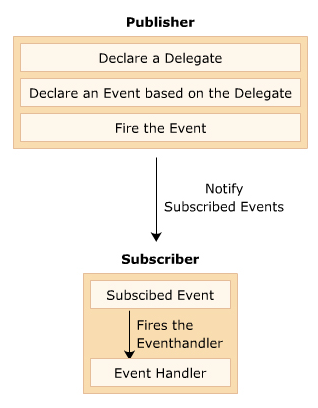 Publisher
Declare a Delegate
Declare an Event based on the Delegate
Fire the Event
Notify
Subscribed Events
Subscriber
Subscibed Event
Fires the
Eventhandler
Event Handler